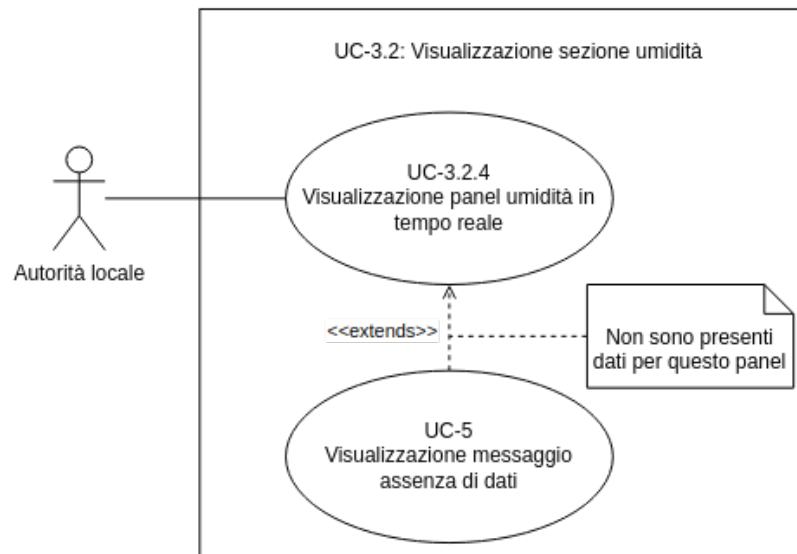 UC-3.2: Visualizzazione sezione umidità
UC-3.2.4
Visualizzazione panel umidità in
tempo reale
Autorità locale
<<extends>>
Non sono presenti
dati per questo panel
UC-5
Visualizzazione messaggio
assenza di dati